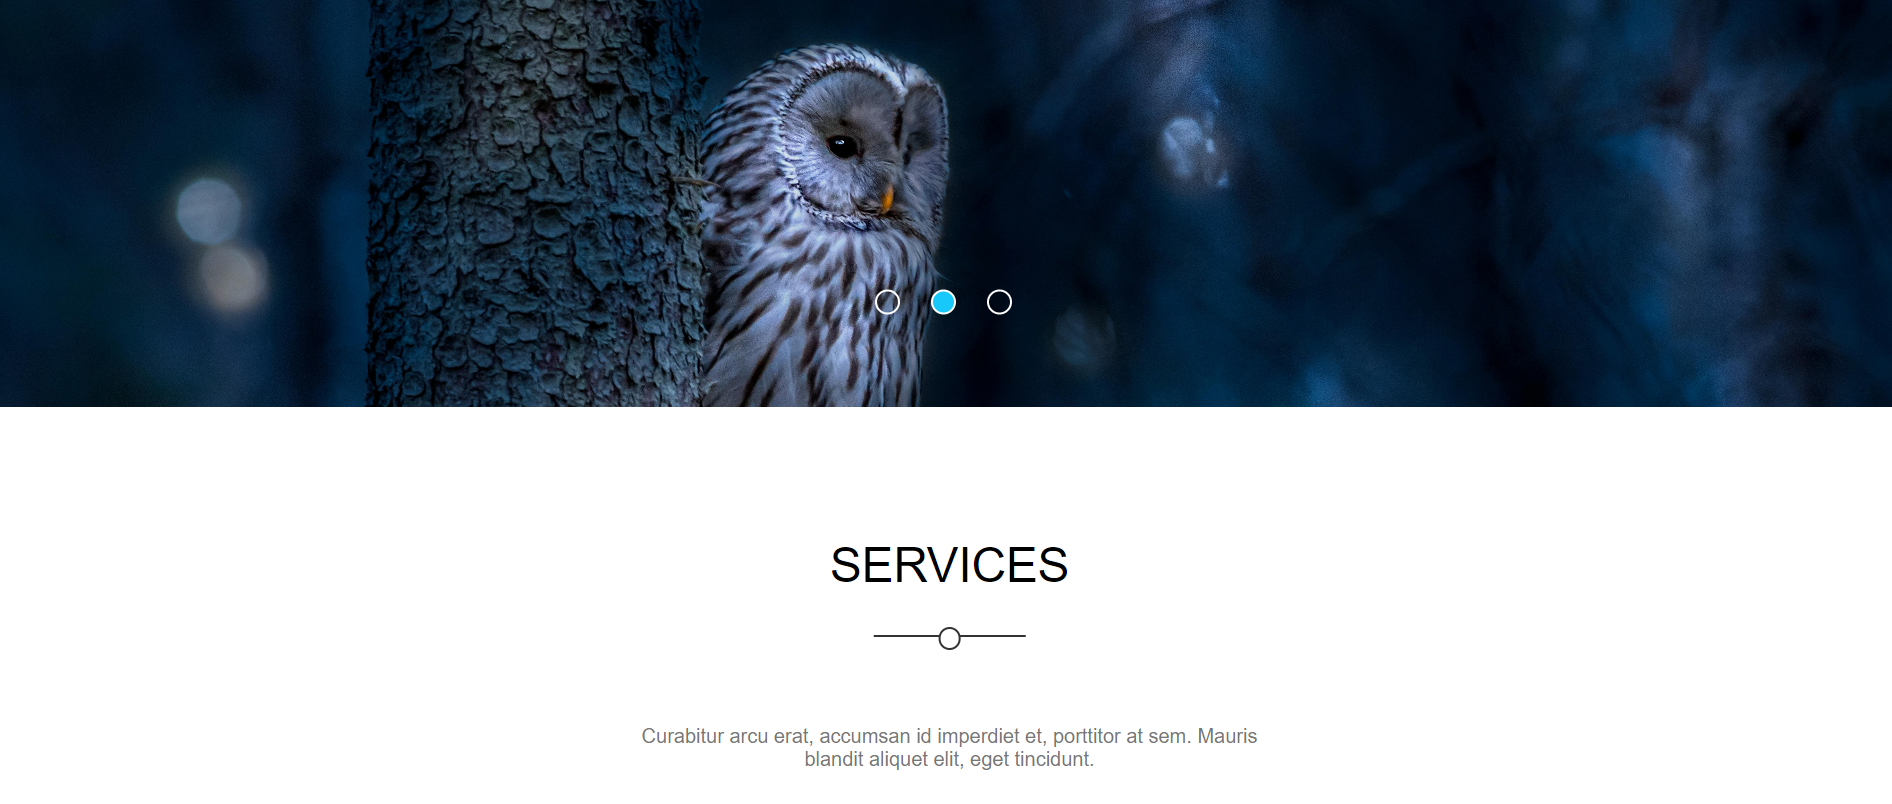 SERVICES
Curabitur arcu erat, accumsan id imperdiet et, porttitor at sem. Mauris
blandit aliquet elit, eget tincidunt.